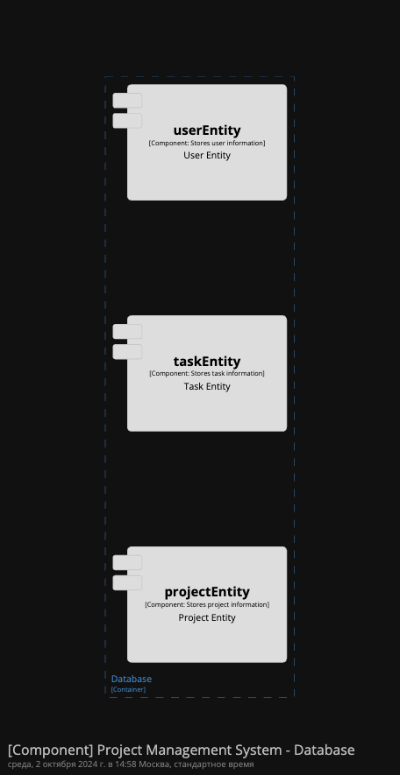 userEntity
[Component: Stores user information]
User Entity
taskEntity
[Component: Stores task information]
Task Entity
projectEntity
[Component: Stores project information]
Project Entity
Database
[Container]
[Component] Project Management System - Database
среда, 2 октября 2024 г. в 14:58 Москва, стандартное время